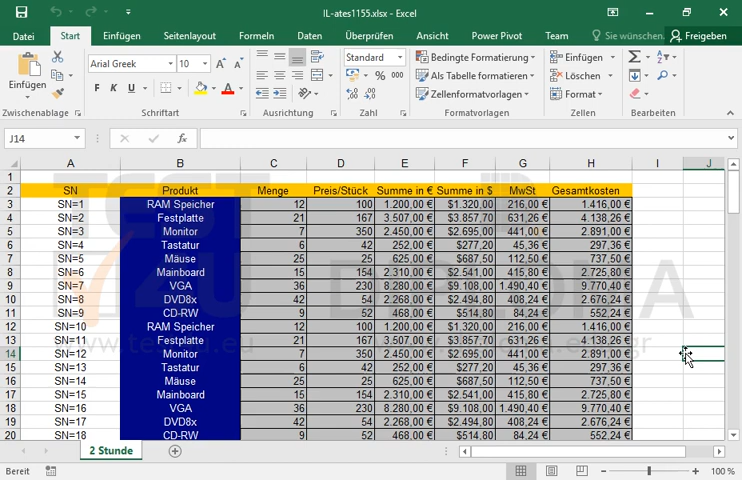 IL-ates1155.xlsx - Excel
Datei Start Einfügen Seitenlayout Formeln Daten Überprüfen Ansicht Power Pivot Team Sie wünschen. Freigeben
Einfügen
Arial Greek 10
F K U
Standard
% 000
Bedingte Formatierung
Als Tabelle formatieren
Zellenformatvorlagen
Einfügen
Löschen
Format
Zwischenablage Schriftart Ausrichtung Zahl Formatvorlagen Zellen Bearbeiten
J14 fx
A B C D E F G H I J
1
2 SN Produkt Menge Preis/Stück Summe in € Summe in $ MwSt Gesamtkosten
3 SN=1 RAM Speicher 12 100 1.200,00 € $1.320,00 216,00 € 1.416,00 €
4 SN=2 Festplatte 21 167 3.507,00 € $3.857,70 631,26 € 4.138,26 €
5 SN=3 Monitor 7 350 2.450,00 € $2.695,00 441,00 € 2.891,00 €
6 SN=4 Tastatur 6 42 252,00 € $277,20 45,36 € 297,36 €
7 SN=5 Mäuse 25 25 625,00 € $687,50 112,50 € 737,50 €
8 SN=6 Mainboard 15 154 2.310,00 € $2.541,00 415,80 € 2.725,80 €
9 SN=7 VGA 36 230 8.280,00 € $9.108,00 1.490,40 € 9.770,40 €
10 SN=8 DVD8x 42 54 2.268,00 € $2.494,80 408,24 € 2.676,24 €
11 SN=9 CD-RW 9 52 468,00 € $514,80 84,24 € 552,24 €
12 SN=10 RAM Speicher 12 100 1.200,00 € $1.320,00 216,00 € 1.416,00 €
13 SN=11 Festplatte 21 167 3.507,00 € $3.857,70 631,26 € 4.138,26 €
14 SN=12 Monitor 7 350 2.450,00 € $2.695,00 441,00 € 2.891,00 €
15 SN=13 Tastatur 6 42 252,00 € $277,20 45,36 € 297,36 €
16 SN=14 Mäuse 25 25 625,00 € $687,50 112,50 € 737,50 €
17 SN=15 Mainboard 15 154 2.310,00 € $2.541,00 415,80 € 2.725,80 €
18 SN=16 VGA 36 230 8.280,00 € $9.108,00 1.490,40 € 9.770,40 €
19 SN=17 DVD8x 42 54 2.268,00 € $2.494,80 408,24 € 2.676,24 €
20 SN=18 CD-RW 9 52 468,00 € $514,80 84,24 € 552,24 €
2 Stunde
Bereit 100 %